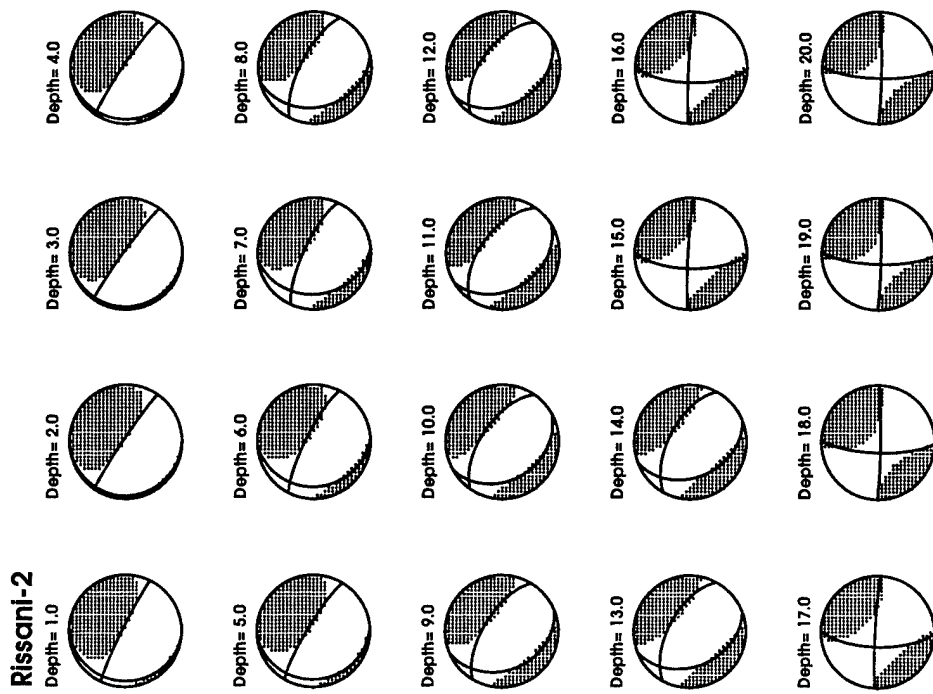 Rissani-2
Depth= 1.0
Depth= 2.0
Depth= 3.0
Depth= 4.0
Depth= 5.0
Depth= 6.0
Depth= 7.0
Depth= 8.0
Depth= 9.0
Depth= 10.0
Depth= 11.0
Depth= 12.0
Depth= 13.0
Depth= 14.0
Depth= 15.0
Depth= 16.0
Depth= 17.0
Depth= 18.0
Depth= 19.0
Depth= 20.0